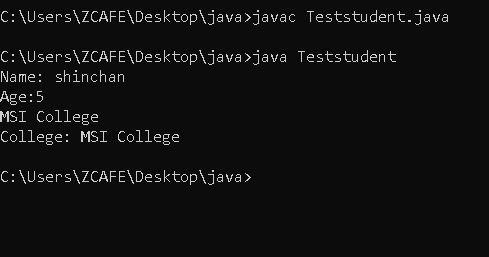 C:\Users\ZCAFE\Desktop\java>javac Teststudent.java
C:\Users\ZCAFE\Desktop\java>java Teststudent
Name: shinchan
Age:5
MSI College
College: MSI College
C:\Users\ZCAFE\Desktop\java>